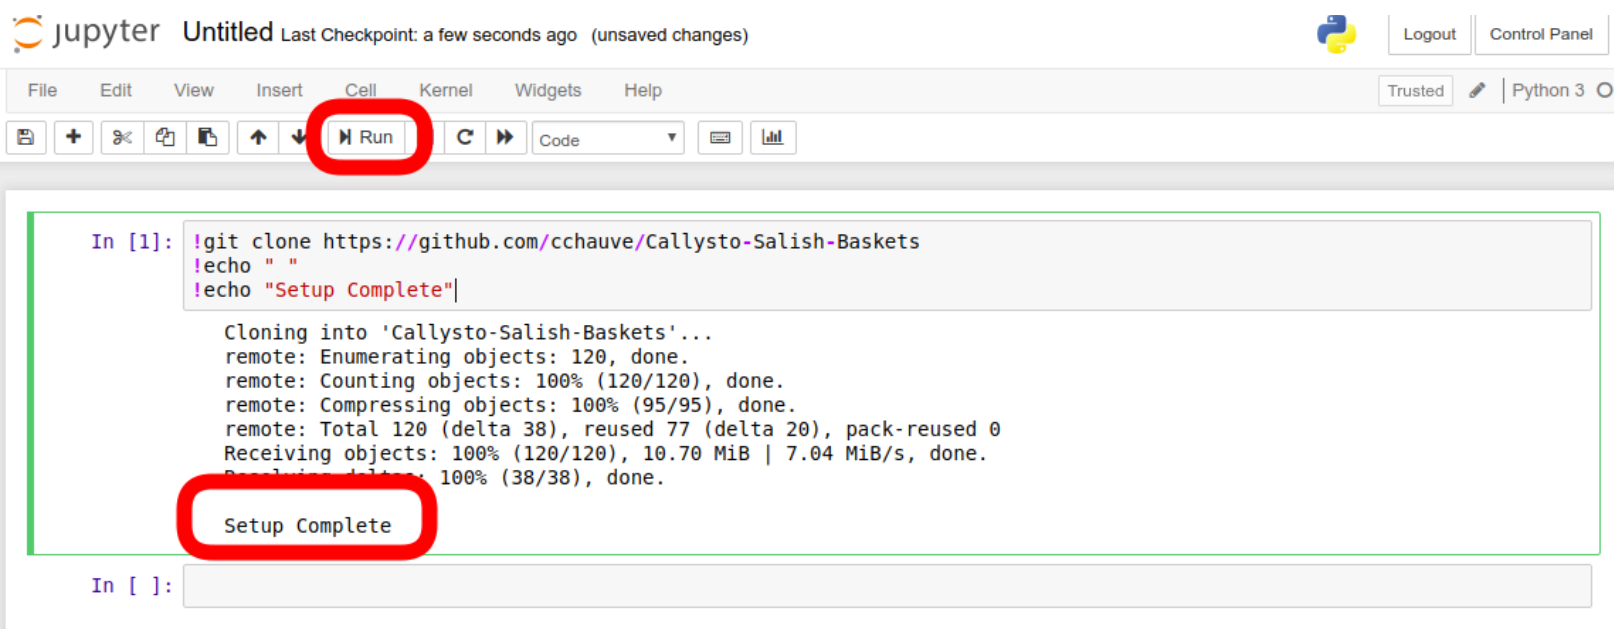 jupyter Untitled Last Checkpoint: a few seconds ago (unsaved changes) Logout Control Panel
File Edit View Insert Cell Kernel Widgets Help Trusted Python 3
Run Code
In [1]: !git clone https://github.com/cchauve/Callysto-Salish-Baskets
!echo " "
!echo "Setup Complete"
Cloning into 'Callysto-Salish-Baskets'...
remote: Enumerating objects: 120, done.
remote: Counting objects: 100% (120/120), done.
remote: Compressing objects: 100% (95/95), done.
remote: Total 120 (delta 38), reused 77 (delta 20), pack-reused 0
Receiving objects: 100% (120/120), 10.70 MiB | 7.04 MiB/s, done.
Resolving deltas: 100% (38/38), done.
Setup Complete
In [ ]: